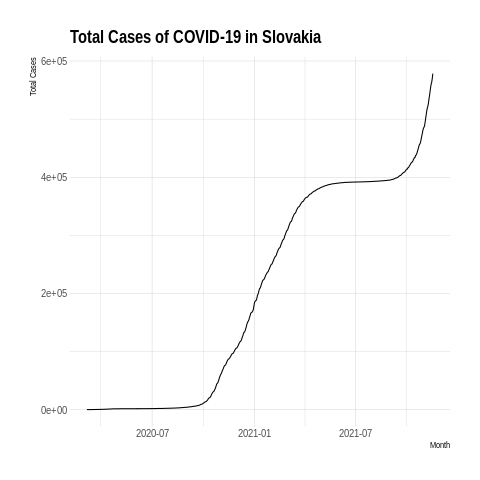 Total Cases of COVID-19 in Slovakia
Total Cases
6e+05
4e+05
2e+05
0e+00
2020-07
2021-01
2021-07
Month